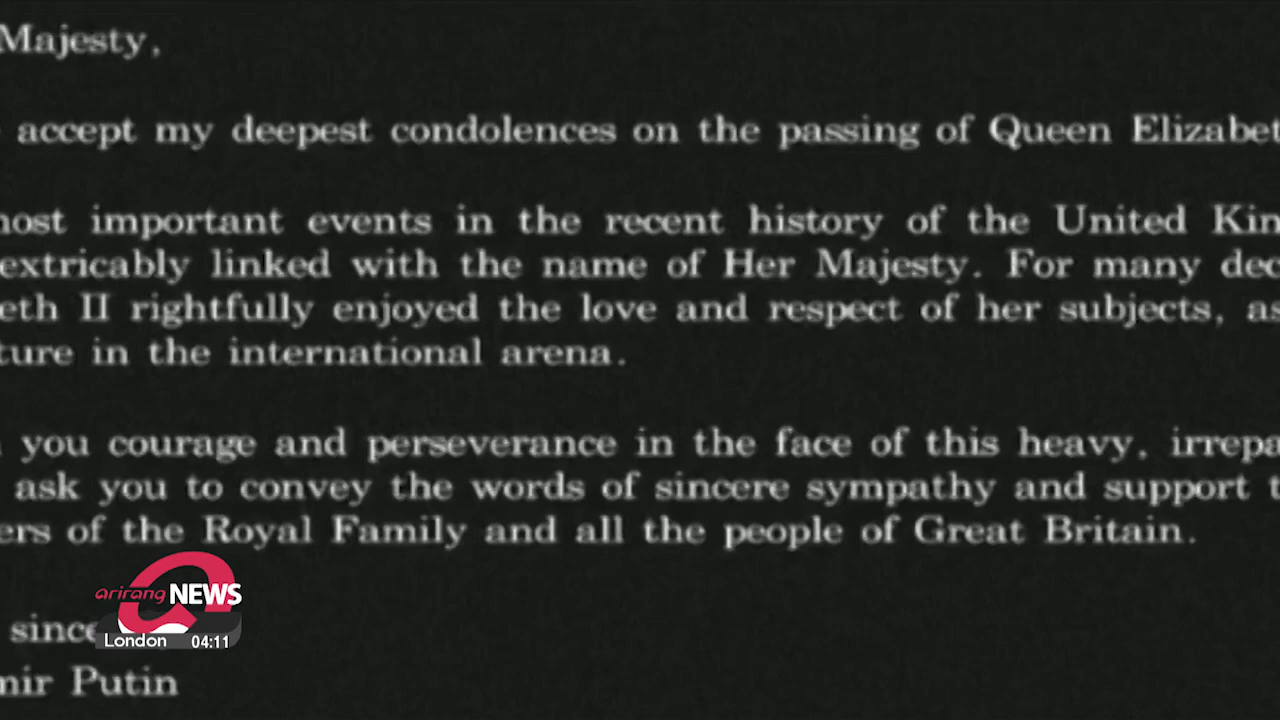 Majesty,
accept my deepest condolences on the passing of Queen Elizabet
nost important events in the recent history of the United Kin
extricably linked with the name of Her Majesty. For many dec
eth II rightfully enjoyed the love and respect of her subjects, as
ture in the international arena.
you courage and perseverance in the face of this heavy, irrepa
ask you to convey the words of sincere sympathy and support t
ers of the Royal Family and all the people of Great Britain.
arirang NEWS
since
London 04:11
mir Putin